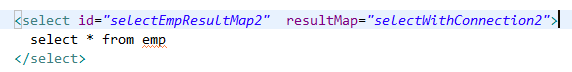 <select id="selectEmpResultMap2"  resultMap="selectWithConnection2">
  select * from emp
</select>